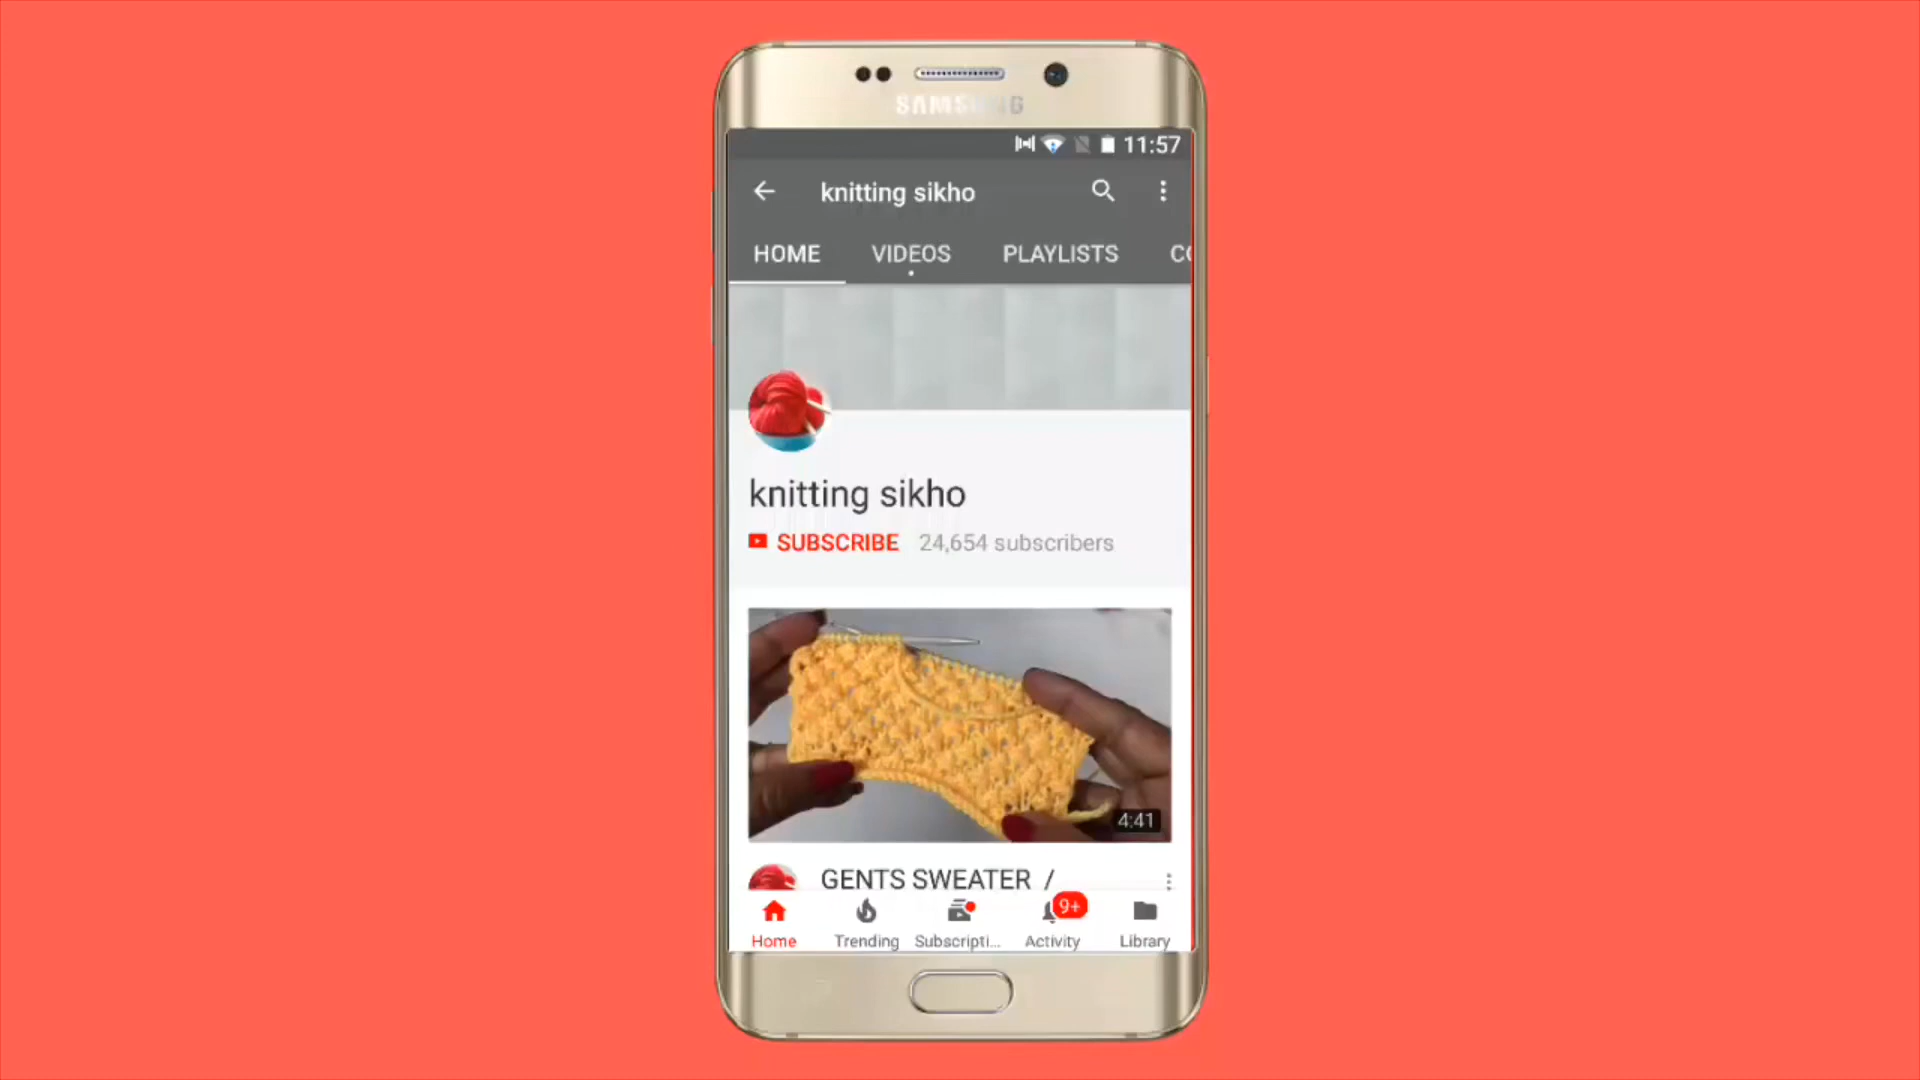 SAMSUNG
11:57
knitting sikho
HOME VIDEOS PLAYLISTS
knitting sikho
SUBSCRIBE 24,654 subscribers
4:41
GENTS SWEATER /
9+
Home Trending Subscripti... Activity Library